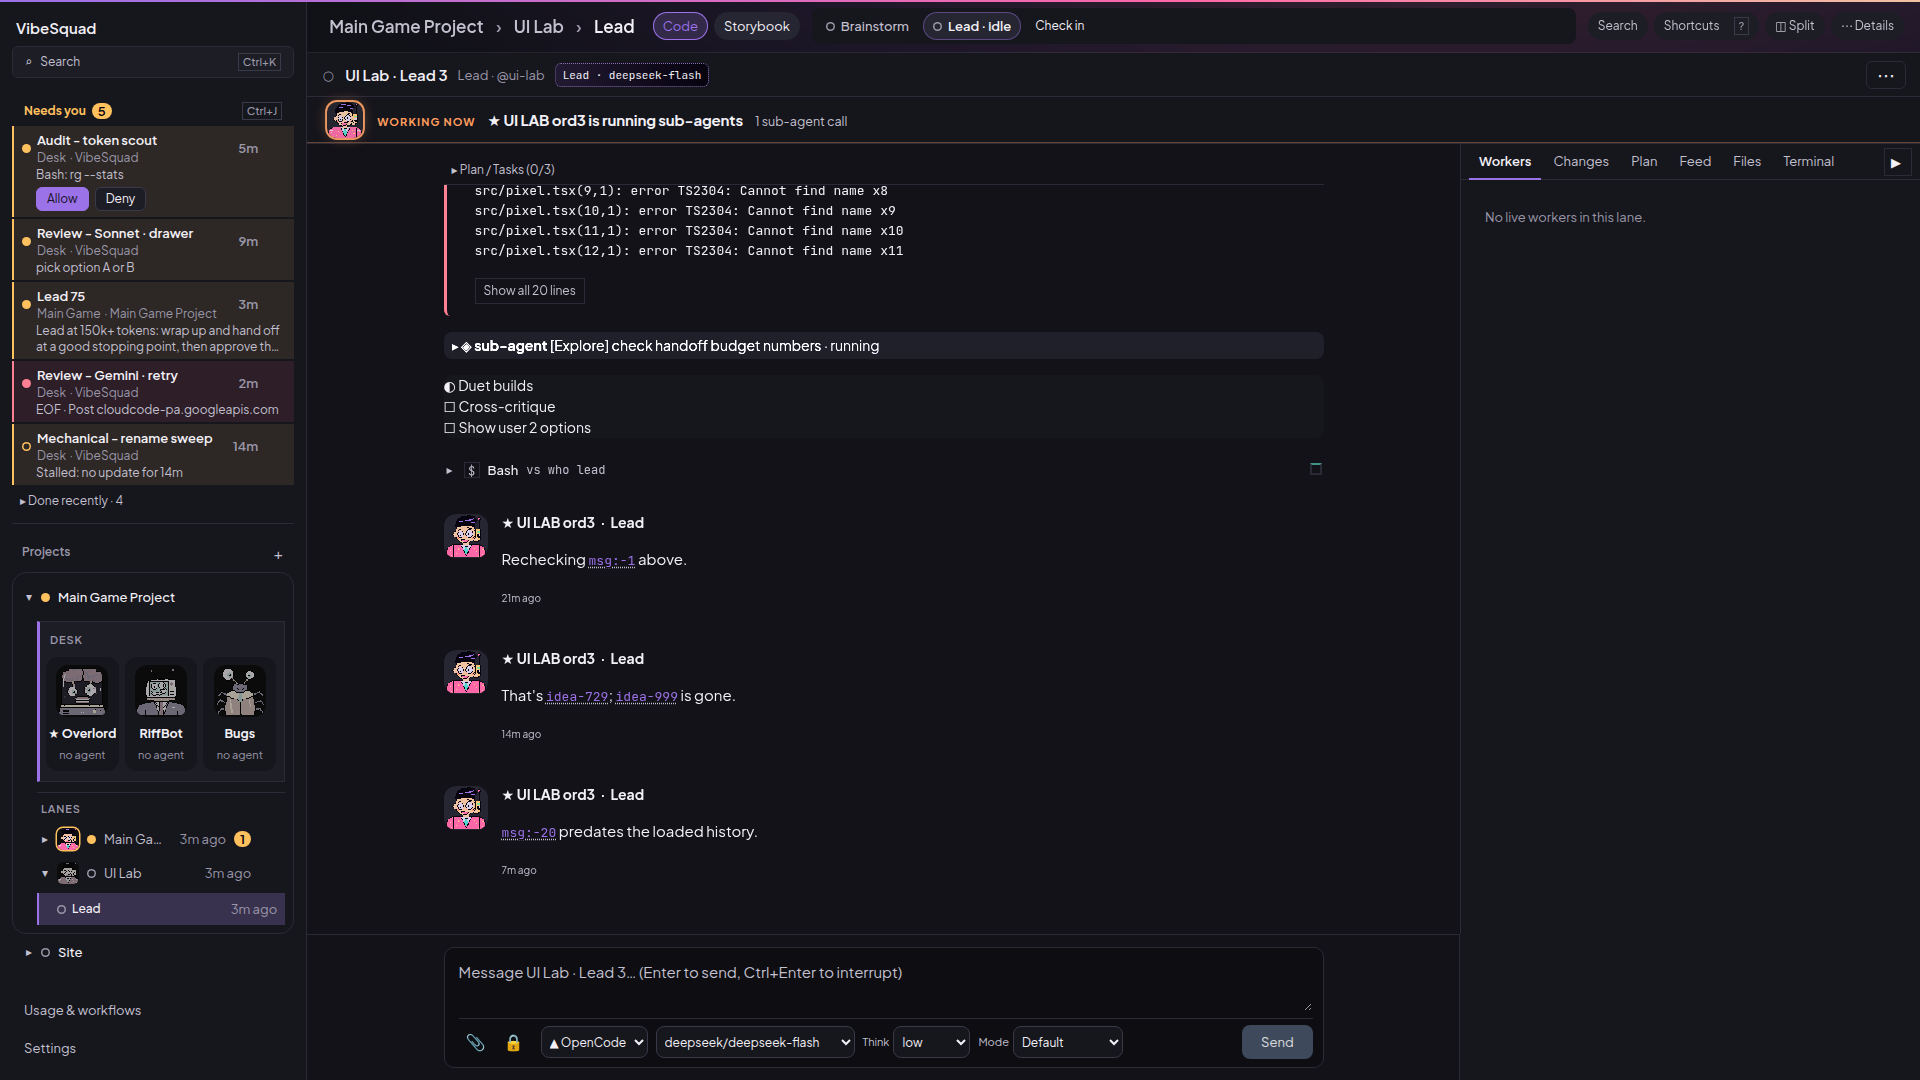 VibeSquad
Search Ctrl+K
Needs you 5 Ctrl+J
Audit - token scout 5m
Desk · VibeSquad
Bash: rg --stats
Allow Deny
Review - Sonnet · drawer 9m
Desk · VibeSquad
pick option A or B
Lead 75 3m
Main Game · Main Game Project
Lead at 150k+ tokens: wrap up and hand off
at a good stopping point, then approve th…
Review - Gemini · retry 2m
Desk · VibeSquad
EOF · Post cloudcode-pa.googleapis.com
Mechanical - rename sweep 14m
Desk · VibeSquad
Stalled: no update for 14m
▸ Done recently · 4
Projects +
▾ Main Game Project
DESK
★ Overlord RiffBot Bugs
no agent no agent no agent
LANES
▸ Main Ga… 3m ago 1
▾ UI Lab 3m ago
Lead 3m ago
▸ Site
Usage & workflows
Settings
Main Game Project › UI Lab › Lead Code Storybook Brainstorm Lead · Idle Check in Search Shortcuts ? Split ··· Details
UI Lab · Lead 3 Lead · @ui-lab Lead · deepseek-flash ···
WORKING NOW ★ UI LAB ord3 is running sub-agents 1 sub-agent call
▸ Plan / Tasks (0/3)
src/pixel.tsx(9,1): error TS2304: Cannot find name x8
src/pixel.tsx(10,1): error TS2304: Cannot find name x9
src/pixel.tsx(11,1): error TS2304: Cannot find name x10
src/pixel.tsx(12,1): error TS2304: Cannot find name x11
Show all 20 lines
▸ ◈ sub-agent [Explore] check handoff budget numbers · running
◐ Duet builds
☐ Cross-critique
☐ Show user 2 options
▸ $ Bash vs who lead
★ UI LAB ord3 · Lead
Rechecking msg:-1 above.
21m ago
★ UI LAB ord3 · Lead
That's idea-729; idea-999 is gone.
14m ago
★ UI LAB ord3 · Lead
msg:-20 predates the loaded history.
7m ago
Message UI Lab · Lead 3… (Enter to send, Ctrl+Enter to interrupt)
▲ OpenCode deepseek/deepseek-flash Think low Mode Default Send
Workers Changes Plan Feed Files Terminal ▶
No live workers in this lane.